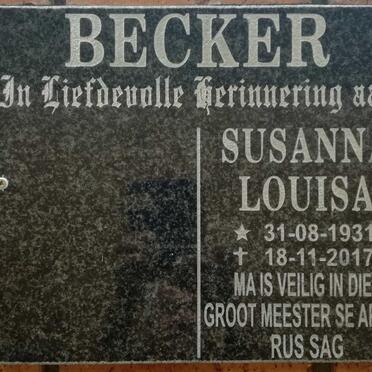 BECKER
In Liefdevolle Herinnering aa
SUSANNA
LOUISA
★ 31-08-1931
✝ 18-11-2017
MA IS VEILIG IN DIE
GROOT MEESTER SE
RUS SAG